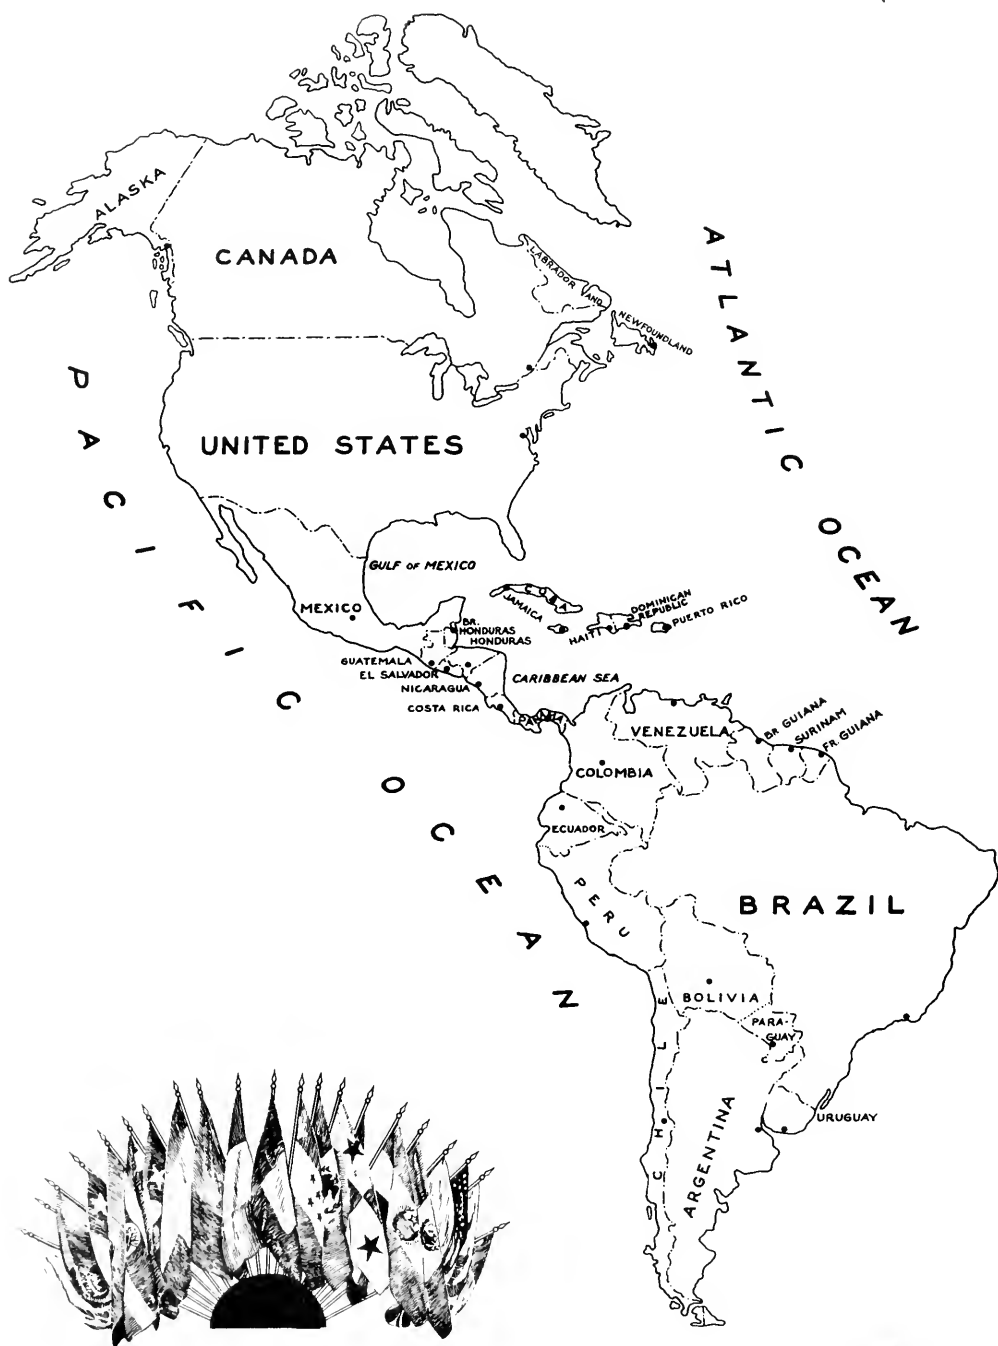 ALASKA
CANADA
LABRADOR AND
NEWFOUNDLAND
ATLANTIC OCEAN
PACIFIC OCEAN
UNITED STATES
GULF OF MEXICO
MEXICO
CUBA
JAMAICA
HAITI
DOMINICAN
REPUBLIC
PUERTO RICO
BR.
HONDURAS
HONDURAS
GUATEMALA
EL SALVADOR
NICARAGUA
COSTA RICA
CARIBBEAN SEA
PANAMA
VENEZUELA
BR GUIANA
SURINAM
FR. GUIANA
COLOMBIA
ECUADOR
PERU
BRAZIL
BOLIVIA
PARA-
GUAY
CHILE
ARGENTINA
URUGUAY